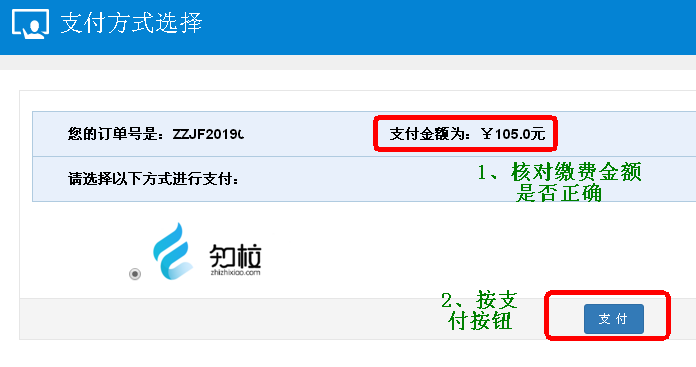 支付方式选择
您的订单号是：ZZJF20190
支付金额为：￥105.0元
请选择以下方式进行支付：
1、核对缴费金额
是否正确
知校
zhizhixiao.com
2、按支
付按钮
支 付